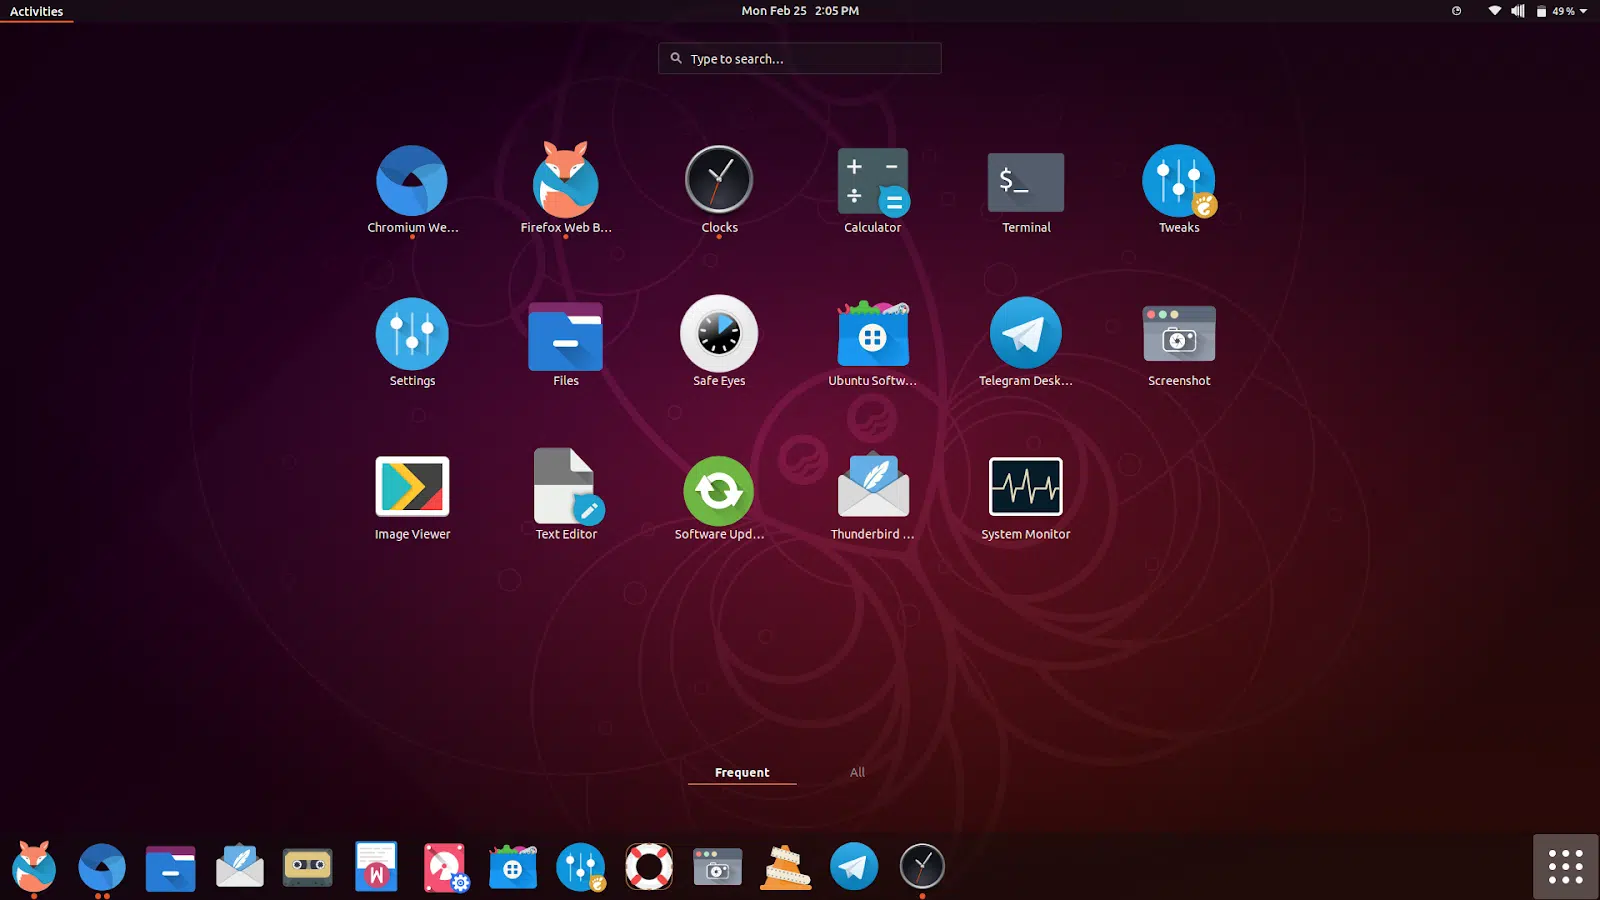 Activities
Mon Feb 25 2:05 PM
49 %
Type to search...
Chromium We...
Firefox Web B...
Clocks
Calculator
Terminal
Tweaks
$_
Settings
Files
Safe Eyes
Ubuntu Softw...
Telegram Desk...
Screenshot
Image Viewer
Text Editor
Software Upd...
Thunderbird ...
System Monitor
Frequent
All
W